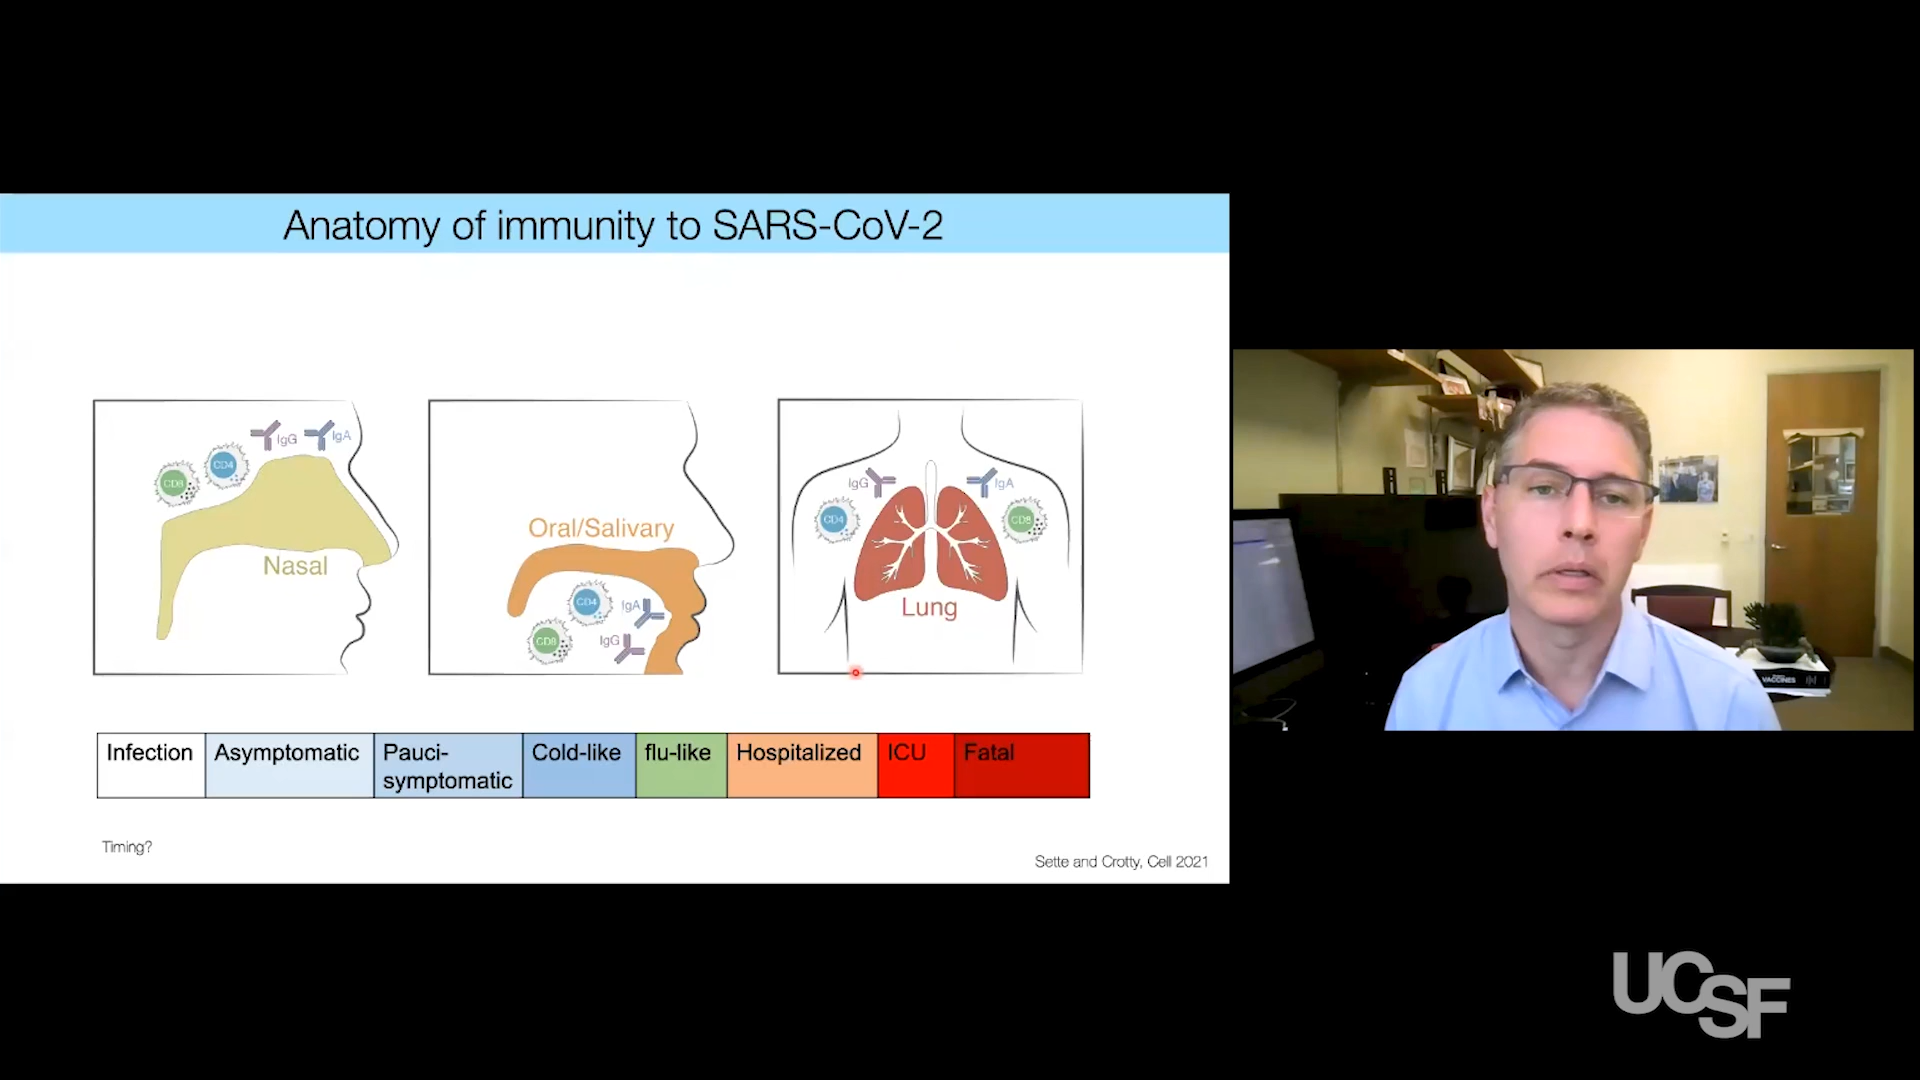 Anatomy of immunity to SARS-CoV-2
IgG
IgA
CD4
CD8
Nasal
Oral/Salivary
CD4
IgA
CD8
IgG
IgG
IgA
CD4
CD8
Lung
Infection
Asymptomatic
Pauci-
symptomatic
Cold-like
flu-like
Hospitalized
ICU
Fatal
Timing?
Sette and Crotty, Cell 2021
VACCINES
UCSF